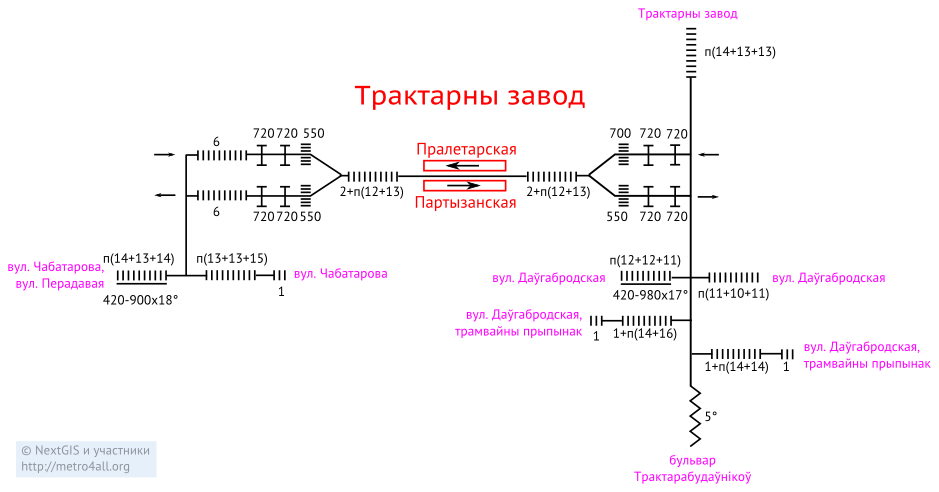 Трактарны завод
п(14+13+13)
Трактарны завод
6
720
720
550
700
720
720
Пралетарская
2+п(12+13)
2+п(12+13)
Партызанская
6
720
720
550
550
720
720
п(14+13+14)
п(13+13+15)
вул. Чабатарова,
вул. Перадавая
вул. Чабатарова
420-900x18°
1
п(12+12+11)
вул. Даўгабродская
вул. Даўгабродская
420-980x17°
п(11+10+11)
вул. Даўгабродская,
трамвайны прыпынак
1
1+п(14+16)
вул. Даўгабродская,
трамвайны прыпынак
1+п(14+14)
1
5°
бульвар
Трактарабудаўнікоў
© NextGIS и участники
http://metro4all.org